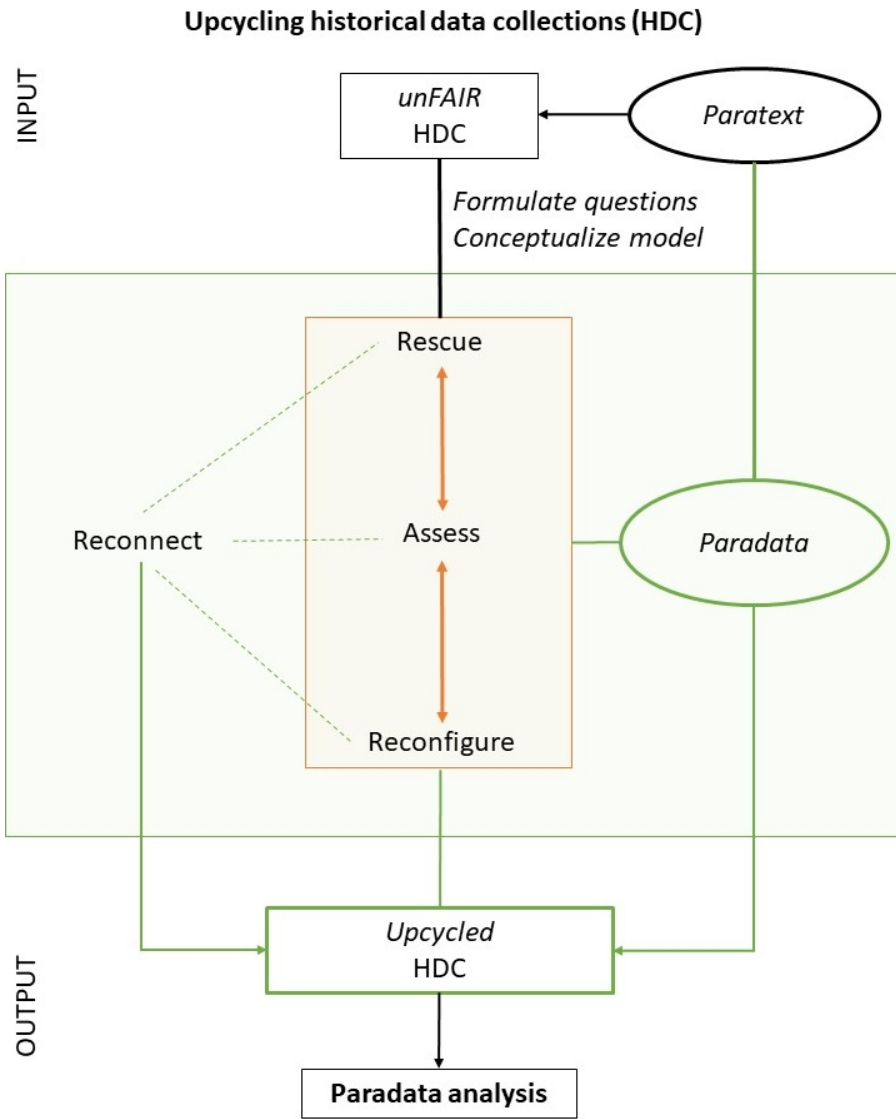 Upcycling historical data collections (HDC)
INPUT
unFAIR
HDC
Paratext
Formulate questions
Conceptualize model
Rescue
Reconnect
Assess
Paradata
Reconfigure
OUTPUT
Upcycled
HDC
Paradata analysis